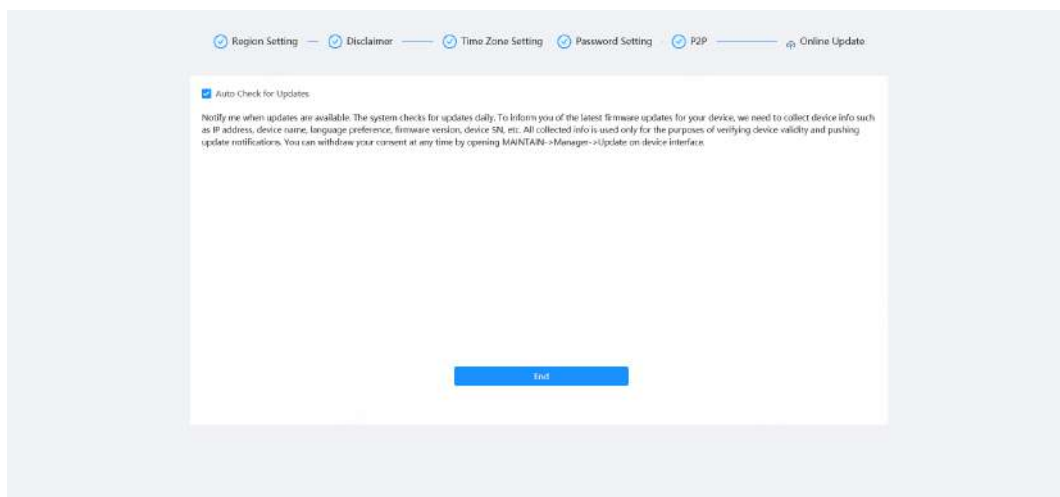 Region Setting Disclaimer Time Zone Setting Password Setting P2P Online Update
Auto Check for Updates
Notify me when updates are available. The system checks for updates daily. To inform you of the latest firmware updates for your device, we need to collect device info such
as IP address, device name, language preference, firmware version, device SN, etc. All collected info is used only for the purposes of verifying device validity and pushing
update notifications. You can withdraw your consent at any time by opening MAINTAIN->Manager->Update on device interface.
End